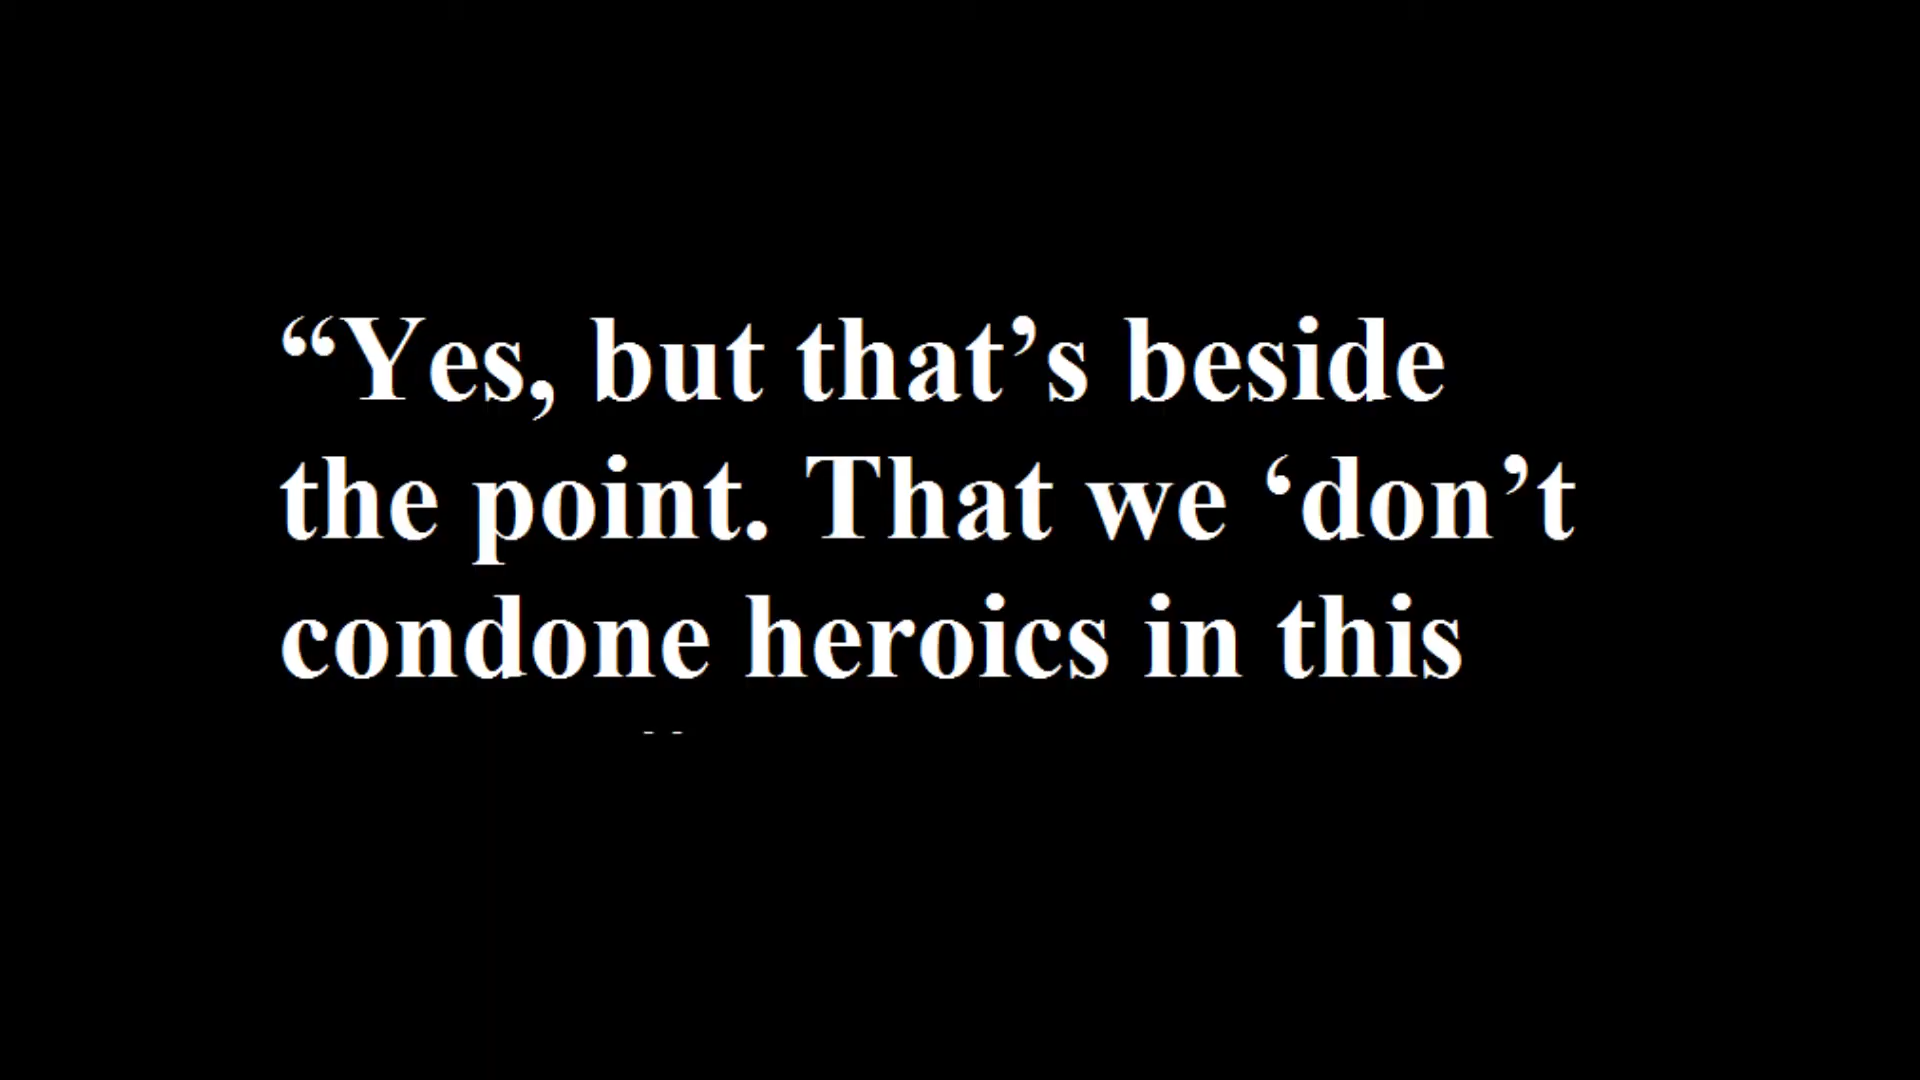 “Yes, but that’s beside
the point. That we ‘don’t
condone heroics in this